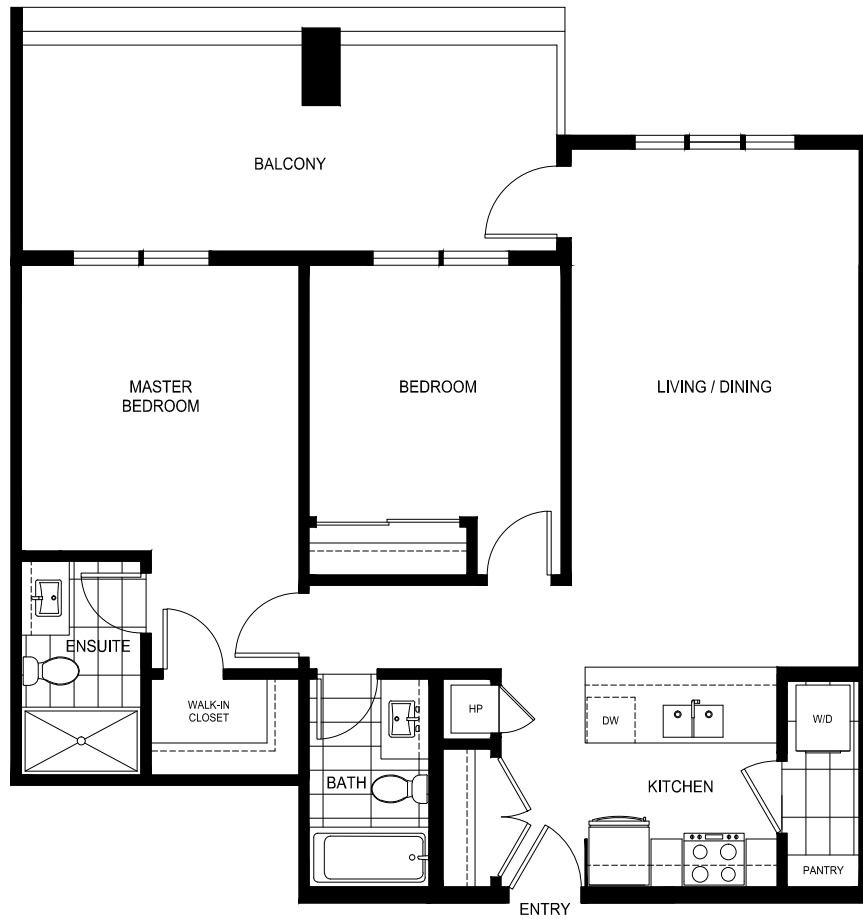 BALCONY
MASTER
BEDROOM
BEDROOM
LIVING / DINING
ENSUITE
WALK-IN
CLOSET
HP
DW
W/D
BATH
KITCHEN
PANTRY
ENTRY